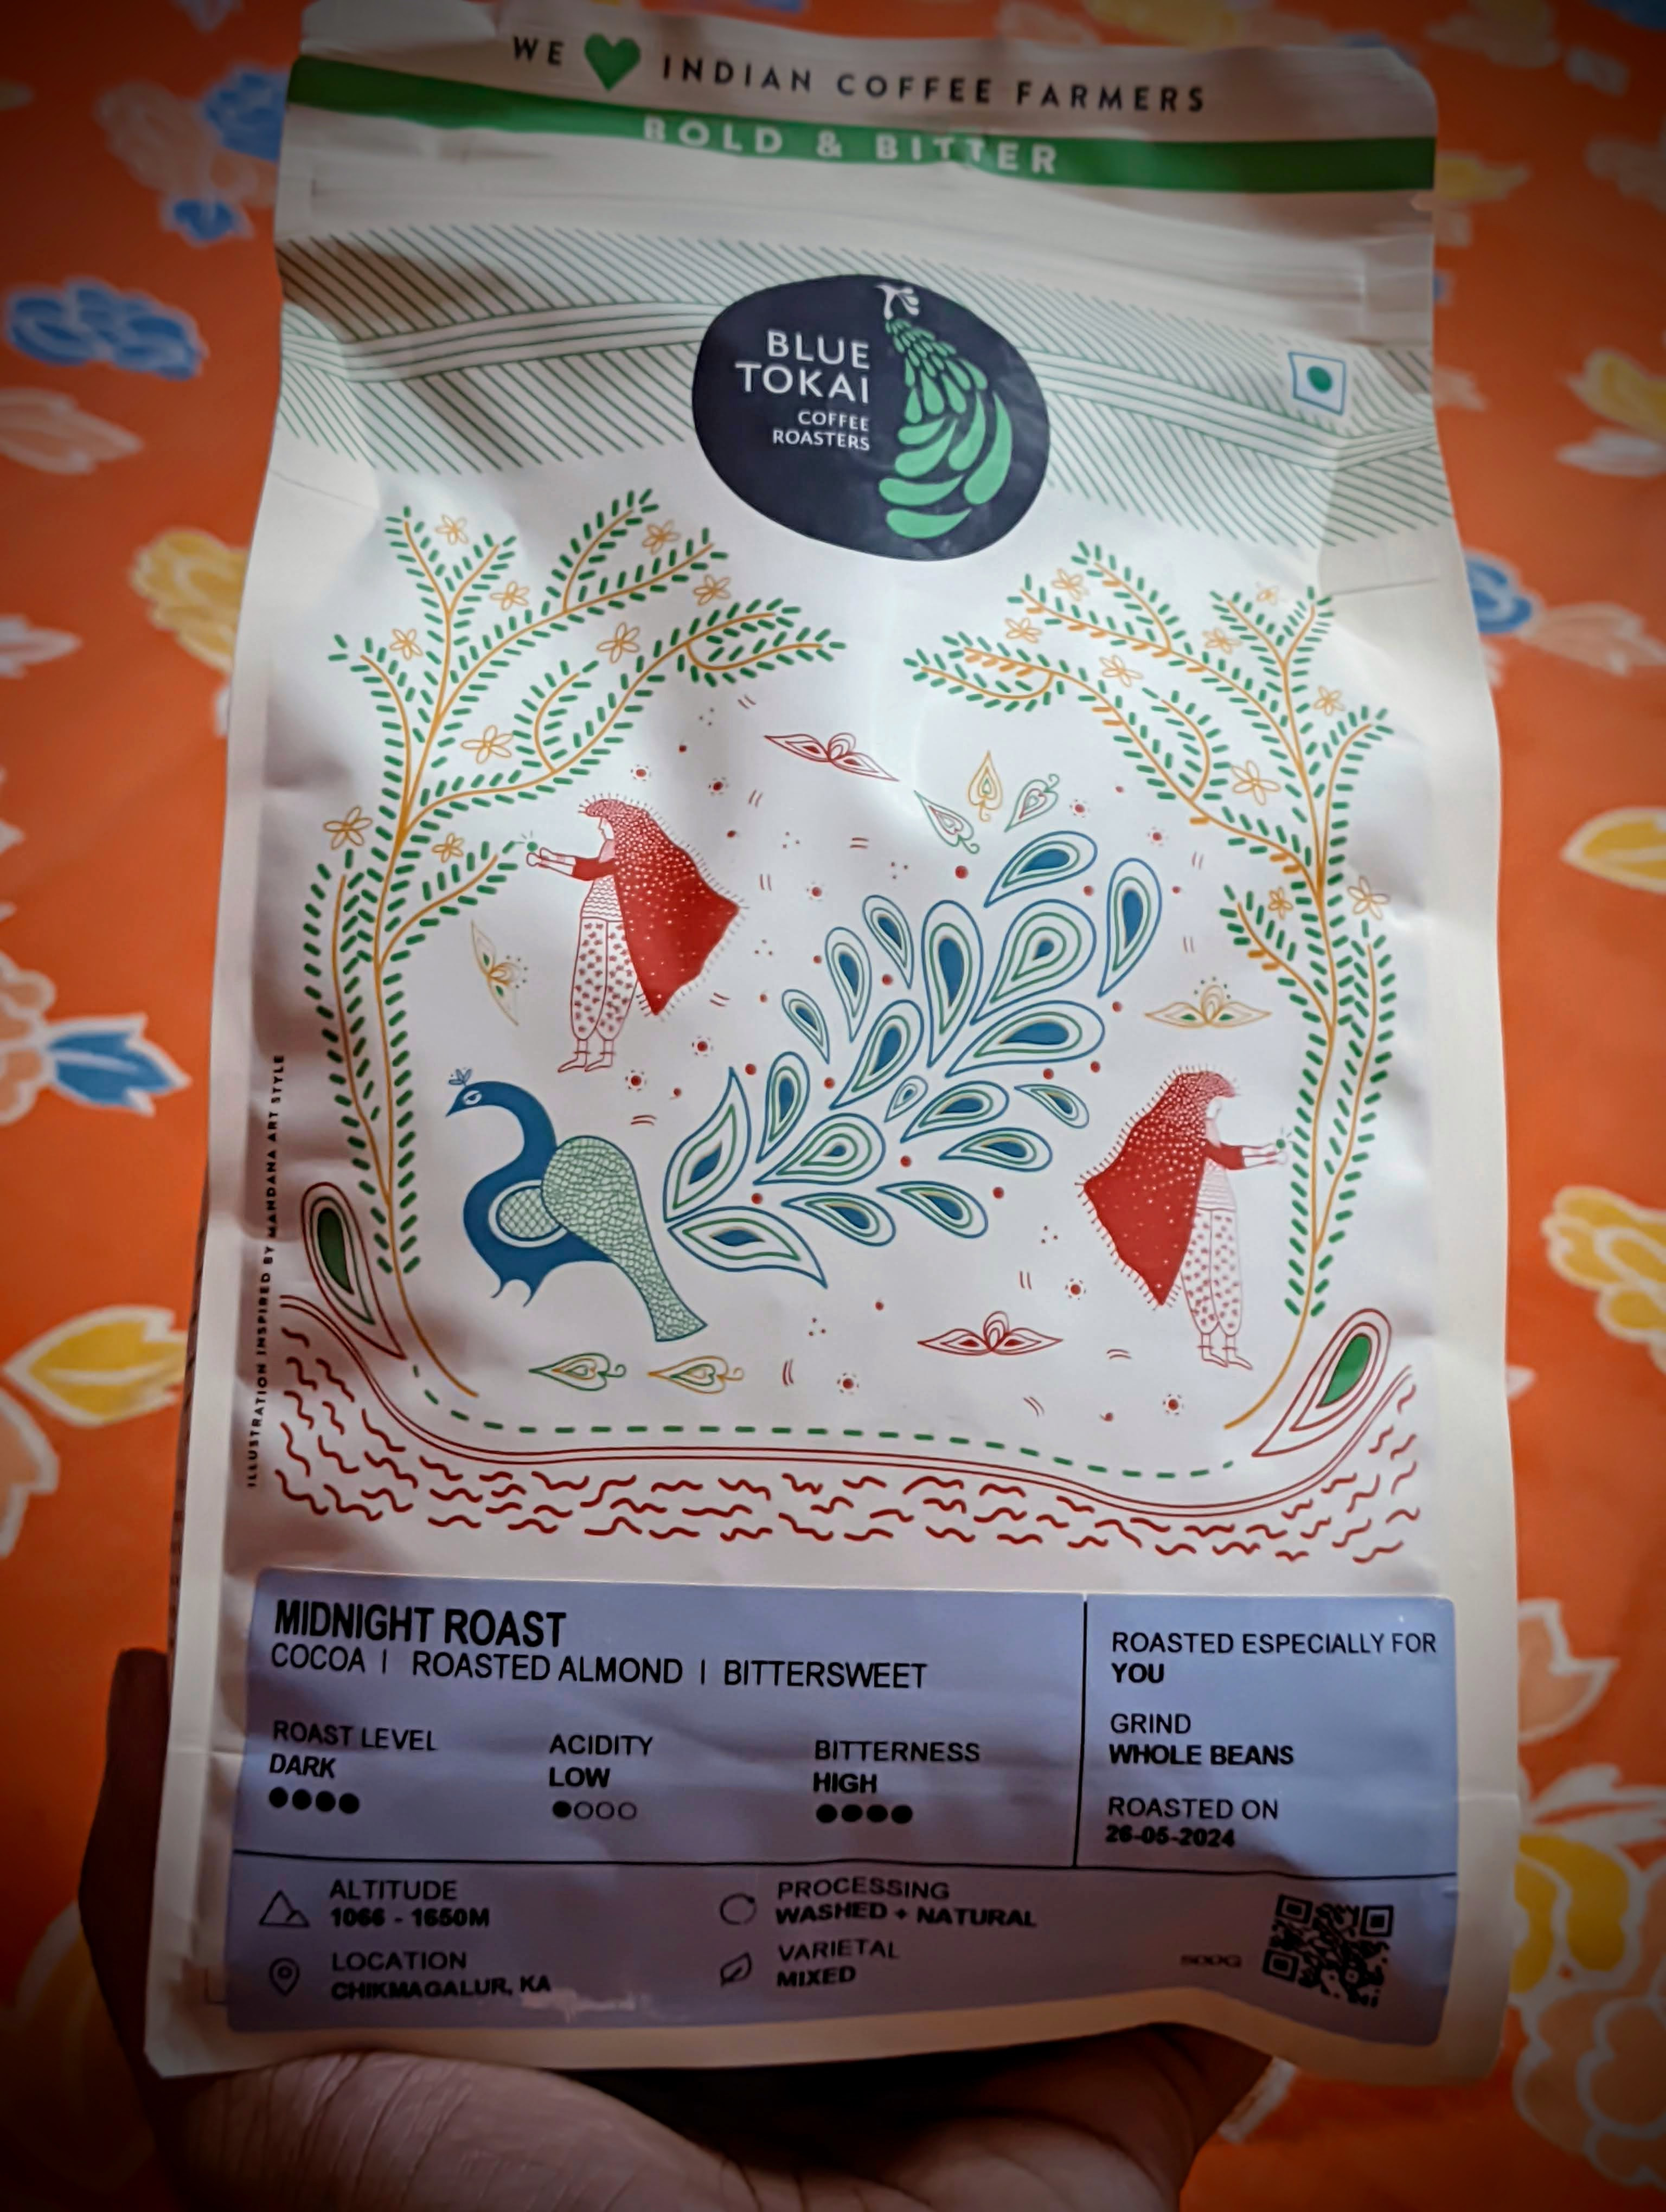 WE INDIAN COFFEE FARMERS
BOLD & BITTER
BLUE
TOKAI
COFFEE
ROASTERS
ILLUSTRATION INSPIRED BY MANDANA ART STYLE
MIDNIGHT ROAST
COCOA | ROASTED ALMOND | BITTERSWEET
ROAST LEVEL
DARK
ACIDITY
LOW
BITTERNESS
HIGH
ROASTED ESPECIALLY FOR
YOU
GRIND
WHOLE BEANS
ROASTED ON
26-05-2024
ALTITUDE
1066 - 1650M
LOCATION
CHIKMAGALUR, KA
PROCESSING
WASHED + NATURAL
VARIETAL
MIXED
500G